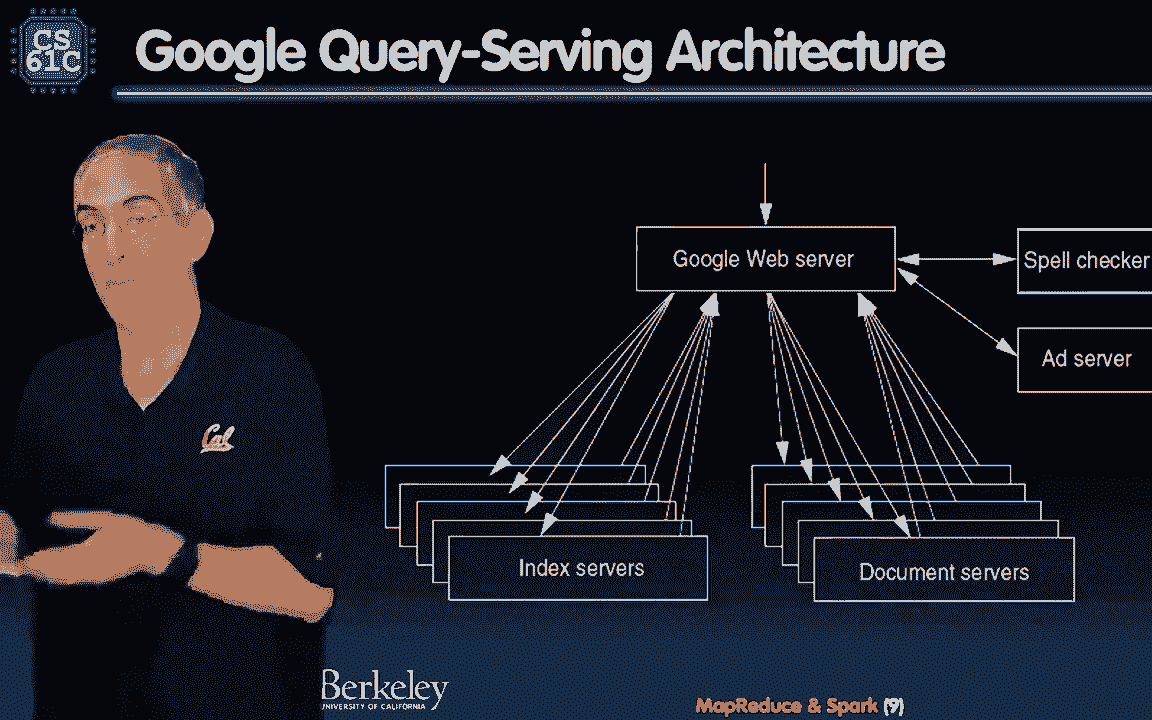 CS
61C
Google Query-Serving Architecture
Google Web server
Spell checker
Ad server
Index servers
Document servers
Cal
Berkeley
UNIVERSITY OF CALIFORNIA
MapReduce & Spark (9)